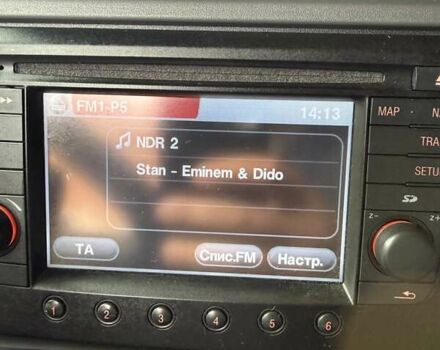 FM1-P5 14:13
NDR 2
Stan - Eminem & Dido
TA Спис.FM Настр.
MAP
TRA
SETU
SD
Z- Z+
1 2 3 4 5 6